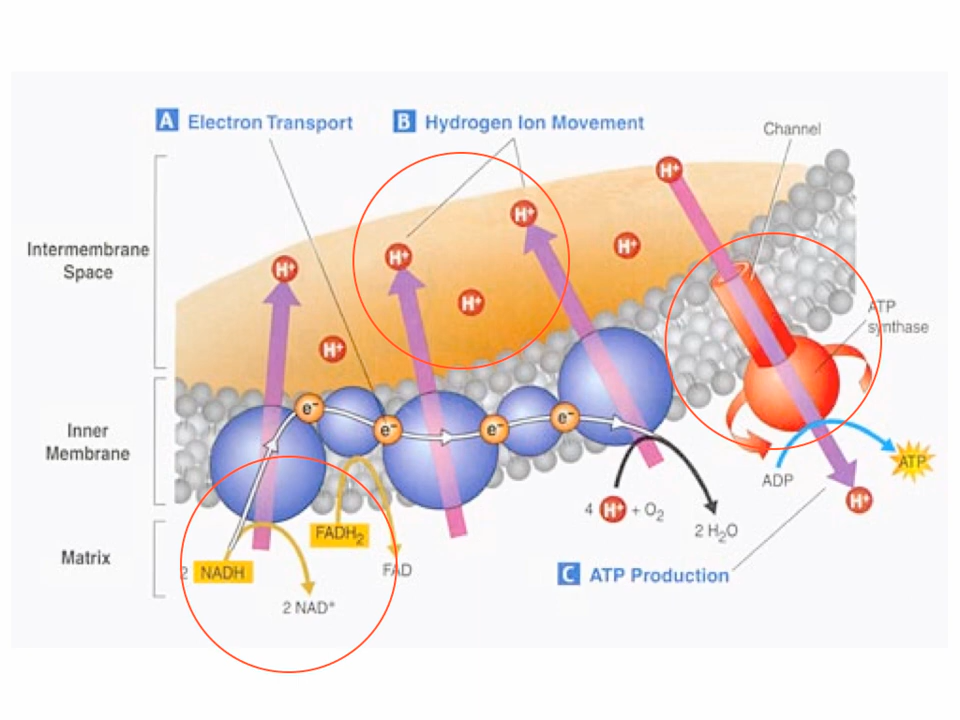 A Electron Transport
B Hydrogen Ion Movement
Channel
H⁺
Intermembrane
Space
H⁺
H⁺
H⁺
H⁺
H⁺
H⁺
ATP
synthase
Inner
Membrane
e⁻
e⁻
e⁻
e⁻
ATP
ADP
H⁺
4 H⁺ + O₂
2 H₂O
FADH₂
Matrix
2 NADH
FAD
C ATP Production
2 NAD⁺